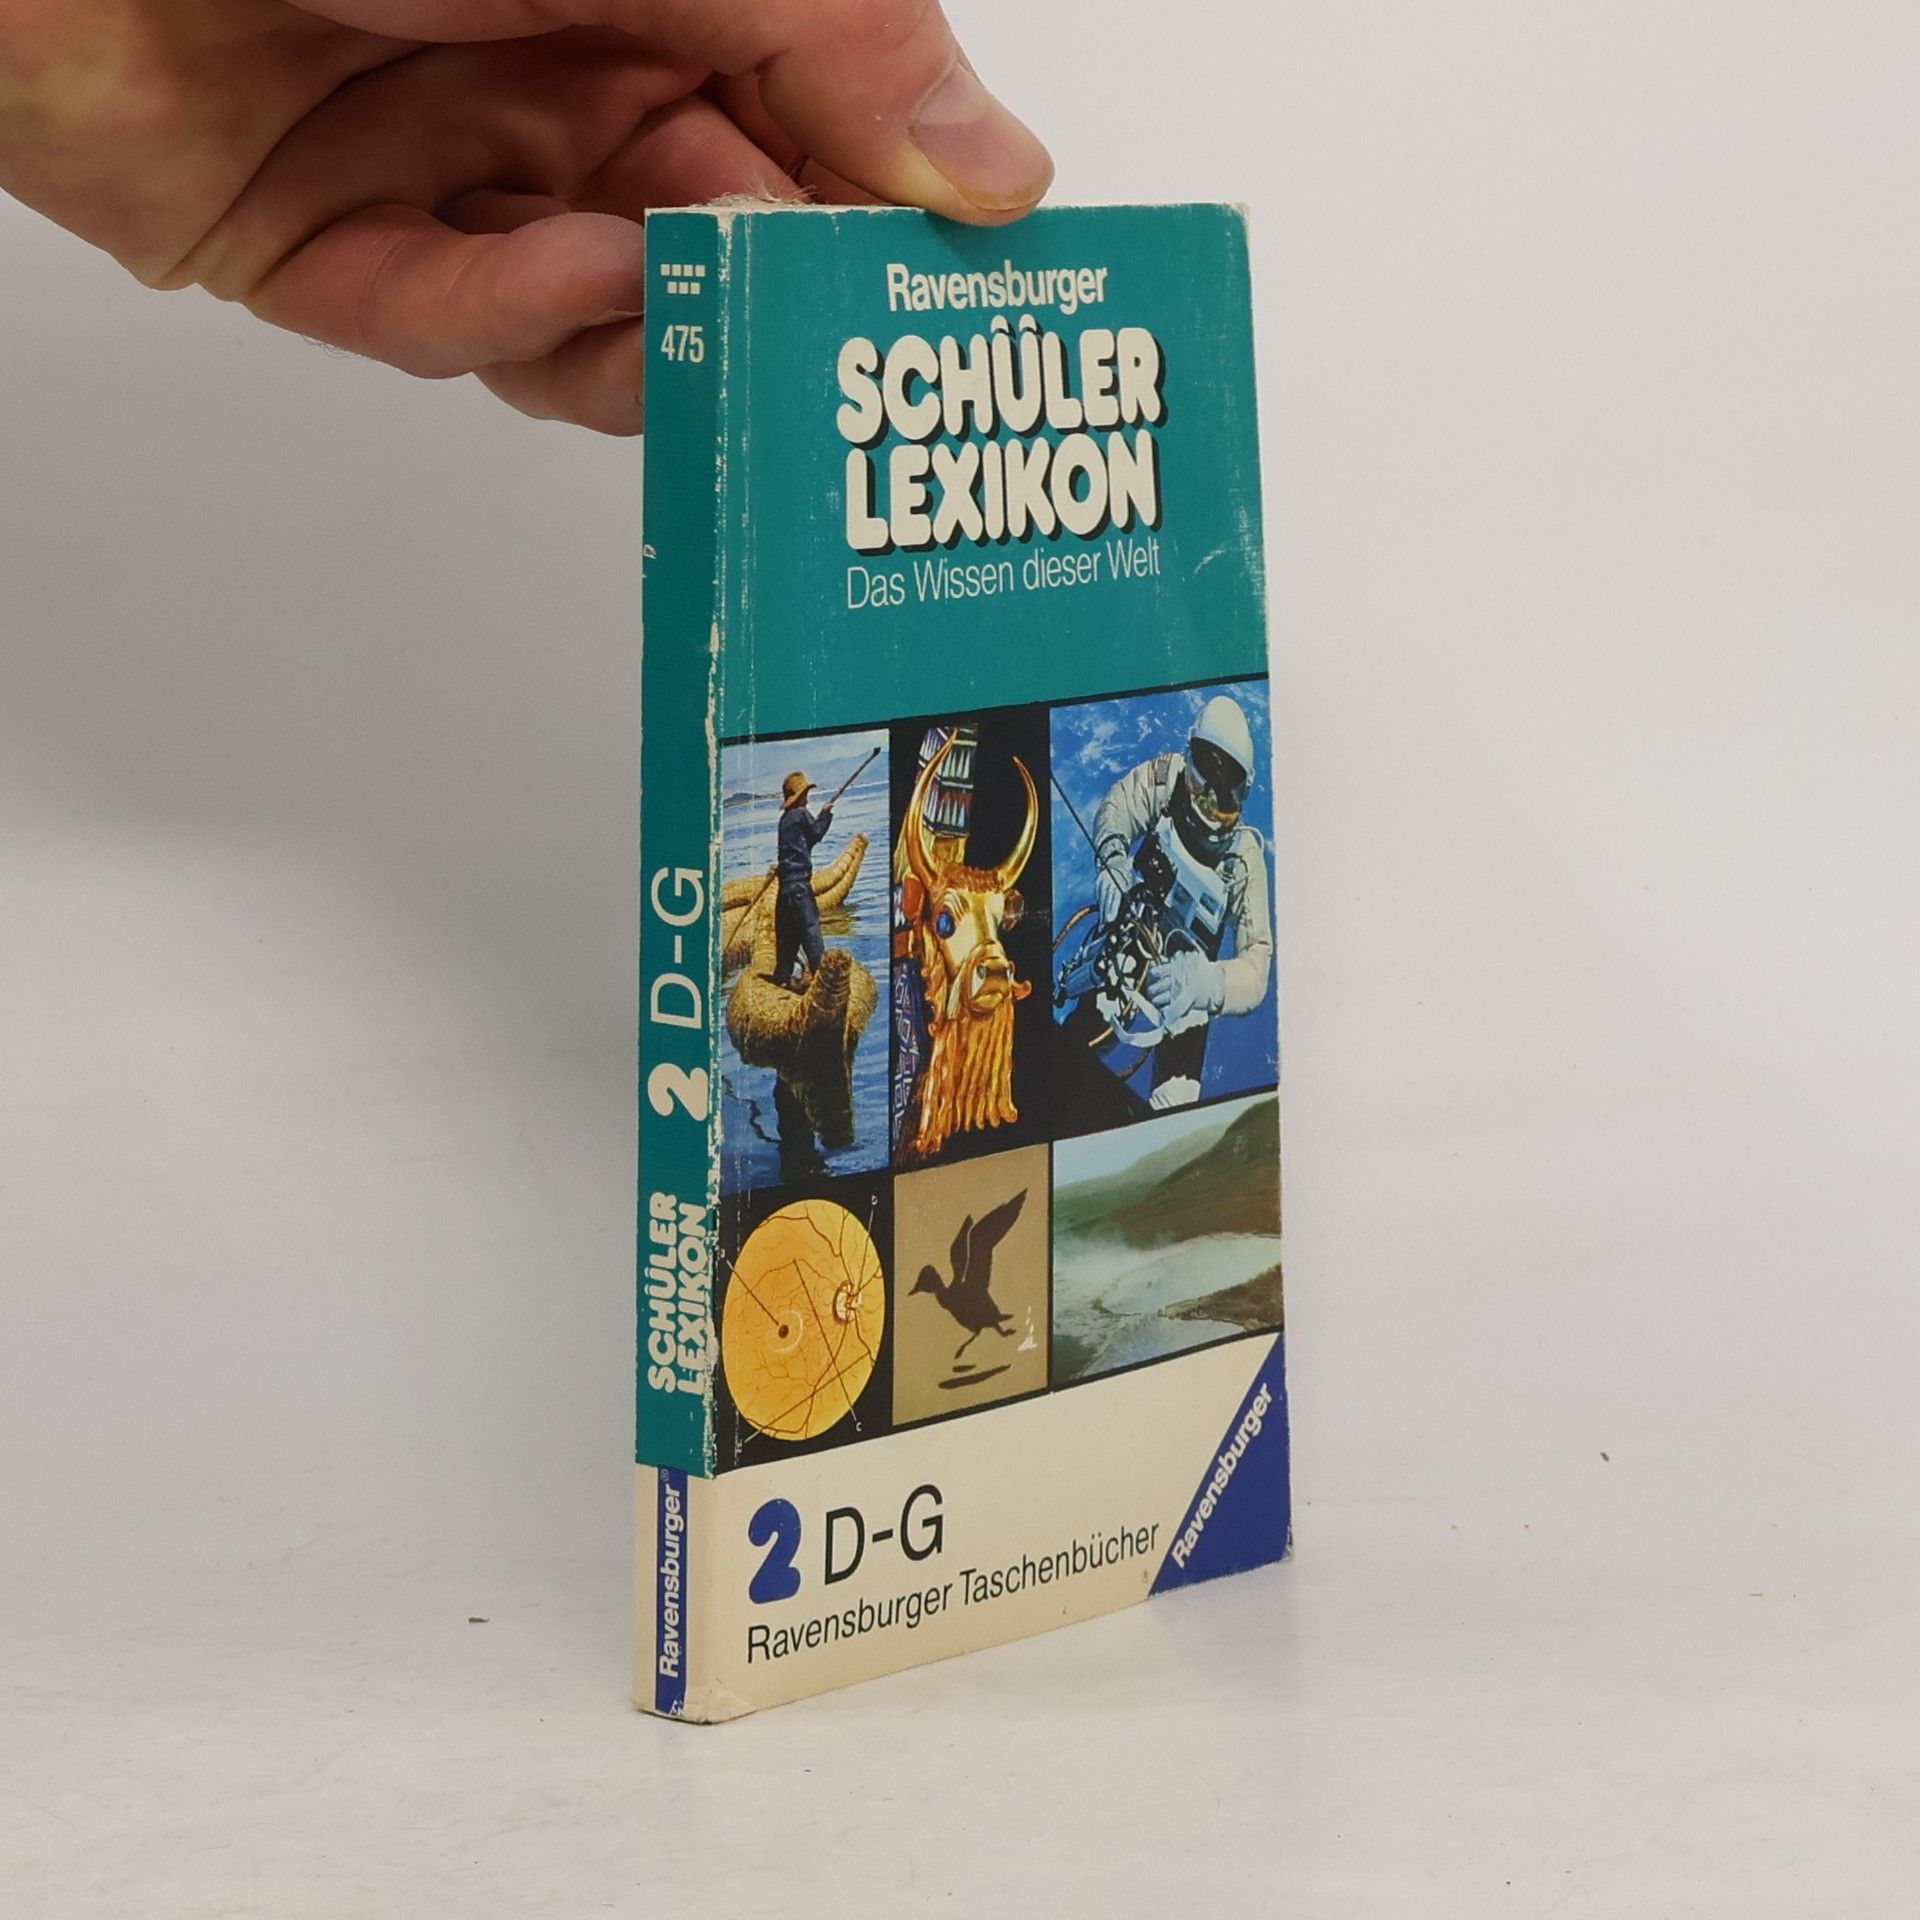 475
2 D-G
SCHÜLER
LEXIKON
Ravensburger®
Ravensburger
SCHÜLER
LEXIKON
Das Wissen dieser Welt
a
b
c
2 D-G
Ravensburger Taschenbücher
Ravensburger